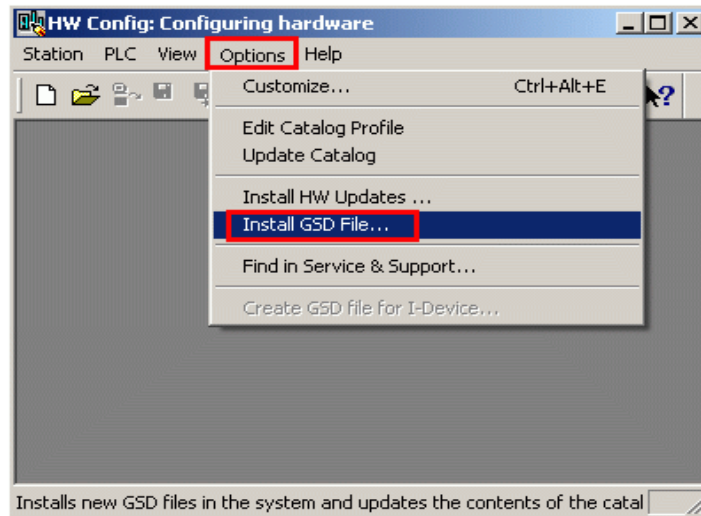 HW Config: Configuring hardware
Station PLC View Options Help
Customize... Ctrl+Alt+E
Edit Catalog Profile
Update Catalog
Install HW Updates ...
Install GSD File...
Find in Service & Support...
Create GSD file for I-Device...
Installs new GSD files in the system and updates the contents of the catal